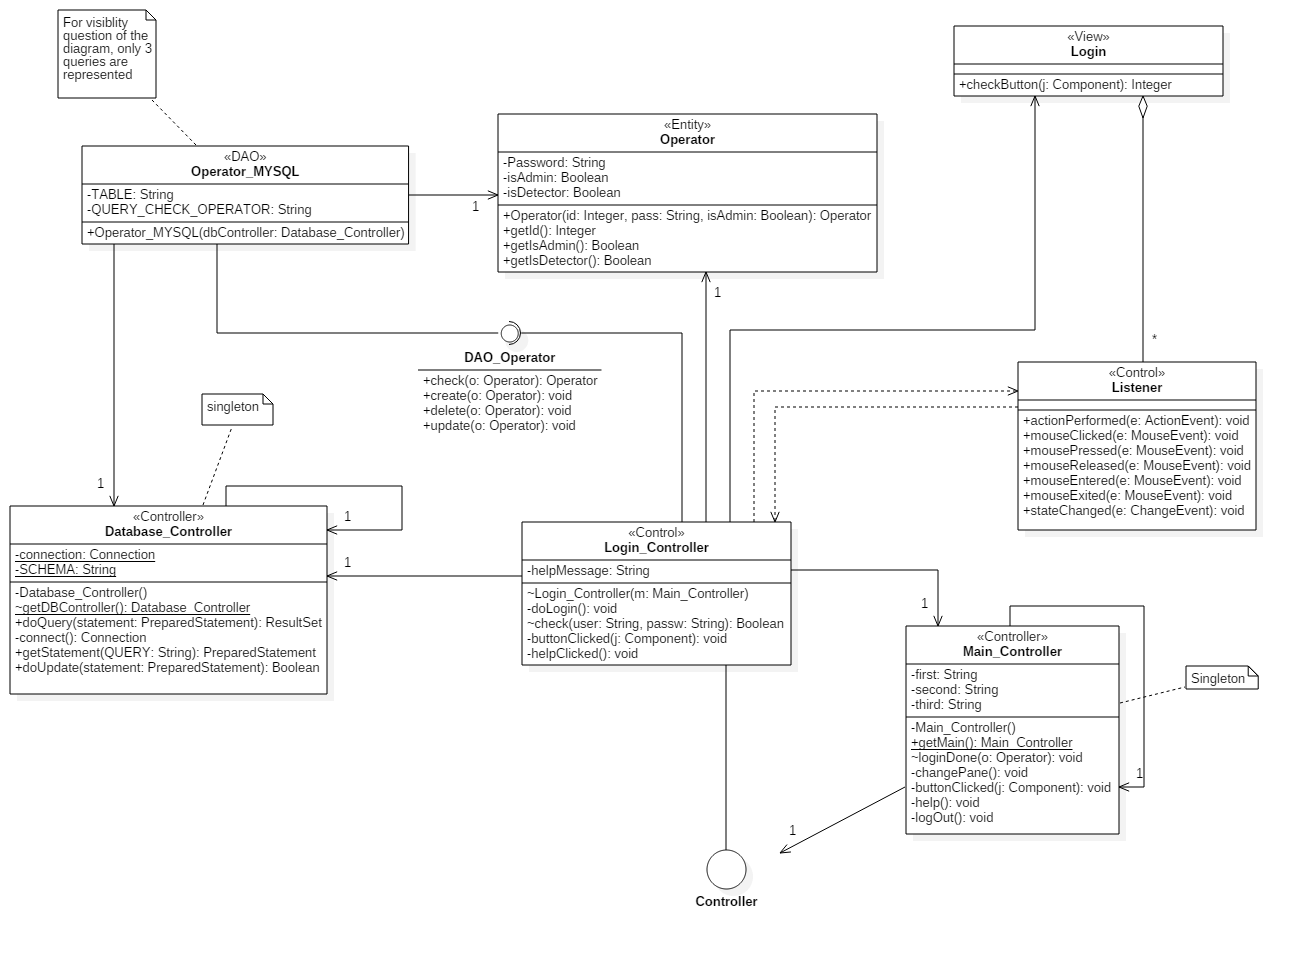 For visiblity
question of the
diagram, only 3
queries are
represented
«View»
Login
+checkButton(j: Component): Integer
«Entity»
Operator
-Password: String
-isAdmin: Boolean
-isDetector: Boolean
+Operator(id: Integer, pass: String, isAdmin: Boolean): Operator
+getId(): Integer
+getIsAdmin(): Boolean
+getIsDetector(): Boolean
«DAO»
Operator_MYSQL
-TABLE: String
-QUERY_CHECK_OPERATOR: String
+Operator_MYSQL(dbController: Database_Controller)
1
1
*
DAO_Operator
+check(o: Operator): Operator
+create(o: Operator): void
+delete(o: Operator): void
+update(o: Operator): void
«Control»
Listener
+actionPerformed(e: ActionEvent): void
+mouseClicked(e: MouseEvent): void
+mousePressed(e: MouseEvent): void
+mouseReleased(e: MouseEvent): void
+mouseEntered(e: MouseEvent): void
+mouseExited(e: MouseEvent): void
+stateChanged(e: ChangeEvent): void
singleton
1
1
1
«Controller»
Database_Controller
-connection: Connection
-SCHEMA: String
-Database_Controller()
~getDBController(): Database_Controller
+doQuery(statement: PreparedStatement): ResultSet
-connect(): Connection
+getStatement(QUERY: String): PreparedStatement
+doUpdate(statement: PreparedStatement): Boolean
«Control»
Login_Controller
-helpMessage: String
~Login_Controller(m: Main_Controller)
-doLogin(): void
~check(user: String, passw: String): Boolean
-buttonClicked(j: Component): void
-helpClicked(): void
1
«Controller»
Main_Controller
-first: String
-second: String
-third: String
-Main_Controller()
+getMain(): Main_Controller
~loginDone(o: Operator): void
-changePane(): void
-buttonClicked(j: Component): void
-help(): void
-logOut(): void
Singleton
1
1
Controller